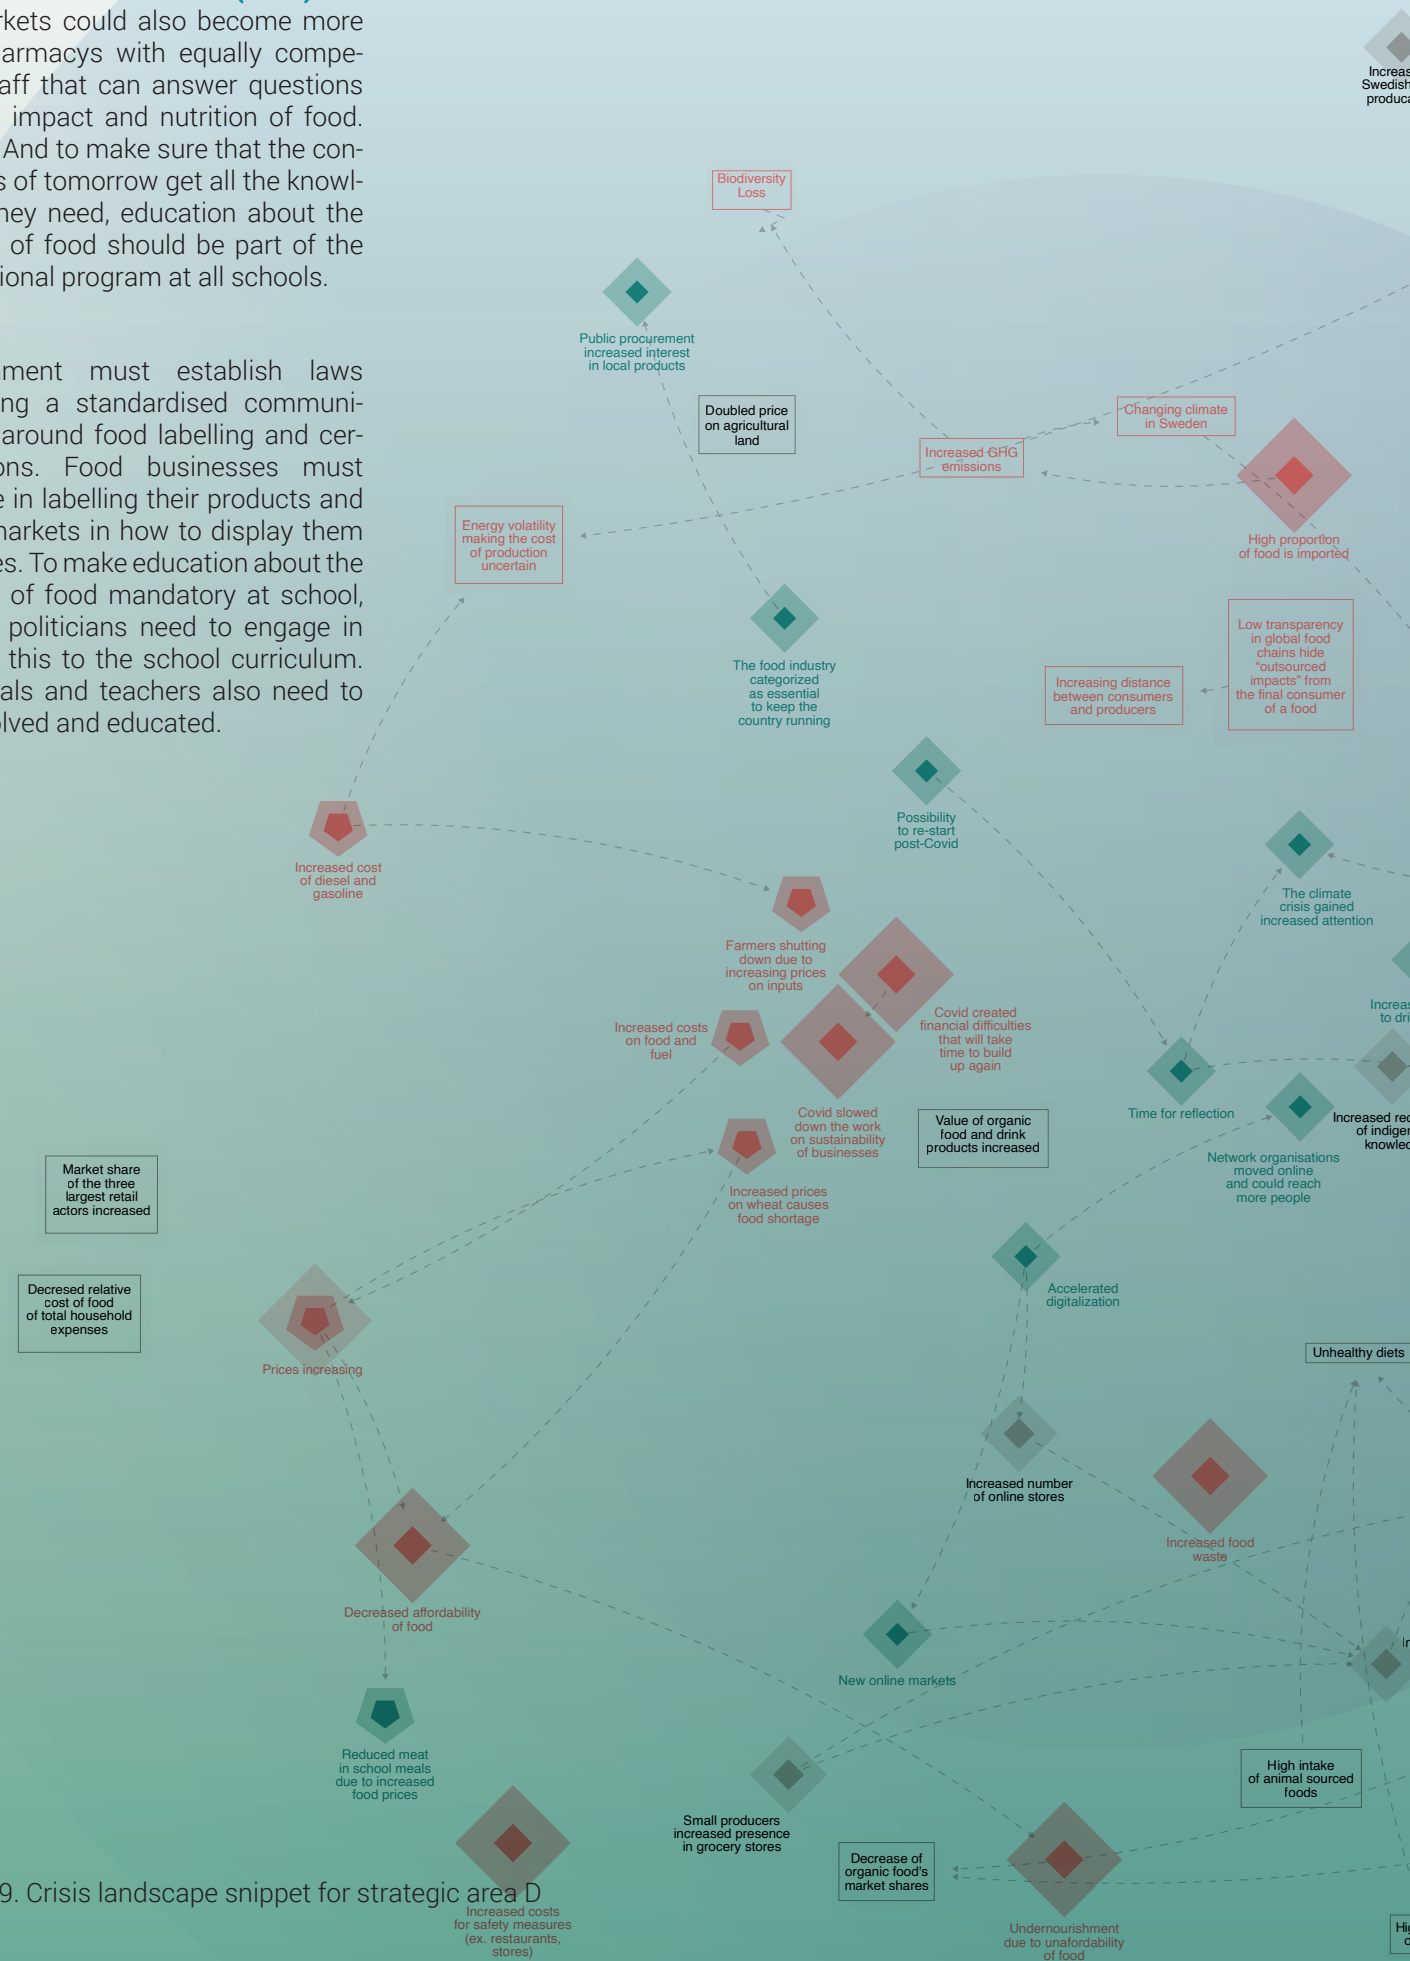 kets could also become more
armacys with equally compe-
aff that can answer questions
impact and nutrition of food.
And to make sure that the con-
s of tomorrow get all the knowl-
hey need, education about the
of food should be part of the
ional program at all schools.
ment must establish laws
ng a standardised communi-
around food labelling and cer-
ons. Food businesses must
e in labelling their products and
markets in how to display them
es. To make education about the
of food mandatory at school,
politicians need to engage in
this to the school curriculum.
als and teachers also need to
olved and educated.
Increas
Swedish
produca
Biodiversity
Loss
Public procurement
increased interest
in local products
Doubled price
on agricultural
land
Changing climate
in Sweden
Increased GHG
emissions
High proportion
of food is imported
Energy volatility
making the cost
of production
uncertain
The food industry
categorized
as essential
to keep the
country running
Low transparency
in global food
chains hide
"outsourced
impacts" from
the final consumer
of a food
Increasing distance
between consumers
and producers
Possibility
to re-start
post-Covid
Increased cost
of diesel and
gasoline
The climate
crisis gained
increased attention
Farmers shutting
down due to
increasing prices
on inputs
Increas
to dri
Increased costs
on food and
fuel
Covid created
financial difficulties
that will take
time to build
up again
Covid slowed
down the work
on sustainability
of businesses
Value of organic
food and drink
products increased
Time for reflection
Increased rec
of indiger
knowled
Network organisations
moved online
and could reach
more people
Market share
of the three
largest retail
actors increased
Increased prices
on wheat causes
food shortage
Decresed relative
cost of food
of total household
expenses
Accelerated
digitalization
Prices increasing
Unhealthy diets
Increased number
of online stores
Increased food
waste
Decreased affordability
of food
New online markets
In
Reduced meat
in school meals
due to increased
food prices
High intake
of animal sourced
foods
Small producers
increased presence
in grocery stores
Decrease of
organic food's
market shares
9. Crisis landscape snippet for strategic area D
Increased costs
for safety measures
(ex. restaurants,
stores)
Undernourishment
due to unafordability
of food
Hig